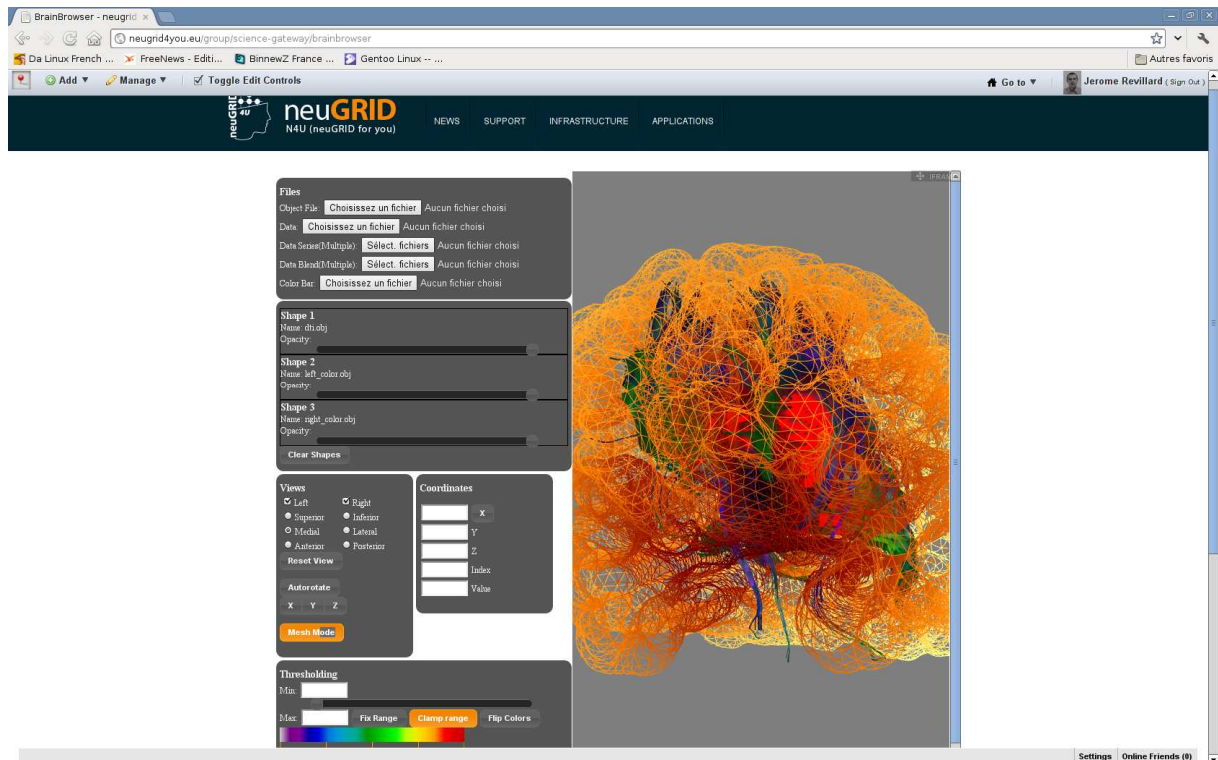 BrainBrowser - neugrid
neugrid4you.eu/group/science-gateway/brainbrowser
Da Linux French ... FreeNews - Editi... BinnewZ France ... Gentoo Linux -- ... Autres favoris
Add ▼ Manage ▼ Toggle Edit Controls Go to ▼ Jerome Revillard ( Sign Out )
neuGRID 4U
neuGRID
N4U (neuGRID for you)
NEWS SUPPORT INFRASTRUCTURE APPLICATIONS
Files
Object File: Choisissez un fichier Aucun fichier choisi
Data: Choisissez un fichier Aucun fichier choisi
Data Series(Multiple): Sélect. fichiers Aucun fichier choisi
Data Blend(Multiple): Sélect. fichiers Aucun fichier choisi
Color Bar: Choisissez un fichier Aucun fichier choisi
Shape 1
Name: dti.obj
Opacity:
Shape 2
Name: left_color.obj
Opacity:
Shape 3
Name: right_color.obj
Opacity:
Clear Shapes
Views
Left Right
Superior Inferior
Medial Lateral
Anterior Posterior
Reset View
Autorotate
X Y Z
Mesh Mode
Coordinates
X
Y
Z
Index
Value
Thresholding
Min:
Max: Fix Range Clamp range Flip Colors
Settings Online Friends (0)